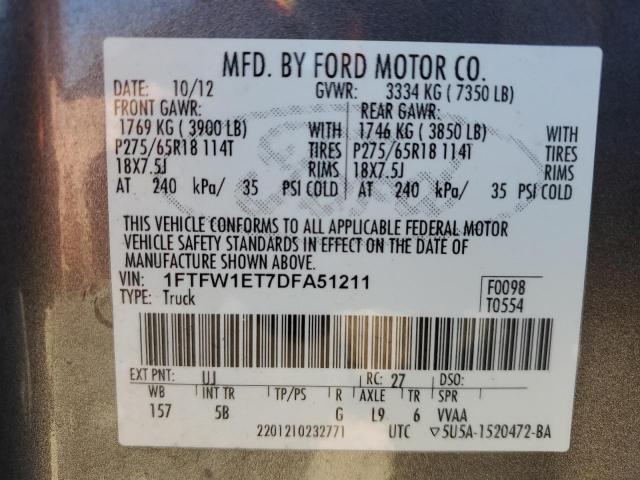 MFD. BY FORD MOTOR CO.
DATE: 10/12 GVWR: 3334 KG ( 7350 LB)
FRONT GAWR: REAR GAWR:
1769 KG ( 3900 LB) WITH 1746 KG ( 3850 LB) WITH
P275/65R18 114T TIRES P275/65R18 114T TIRES
18X7.5J RIMS 18X7.5J RIMS
AT 240 kPa/ 35 PSI COLD AT 240 kPa/ 35 PSI COLD
THIS VEHICLE CONFORMS TO ALL APPLICABLE FEDERAL MOTOR
VEHICLE SAFETY STANDARDS IN EFFECT ON THE DATE OF
MANUFACTURE SHOWN ABOVE.
VIN: 1FTFW1ET7DFA51211 F0098
TYPE: Truck T0554
EXT PNT: UJ RC: 27 DSO:
WB INT TR TP/PS R AXLE TR SPR
157 5B G L9 6 VVAA
2201210232771 UTC ▽5U5A-1520472-BA